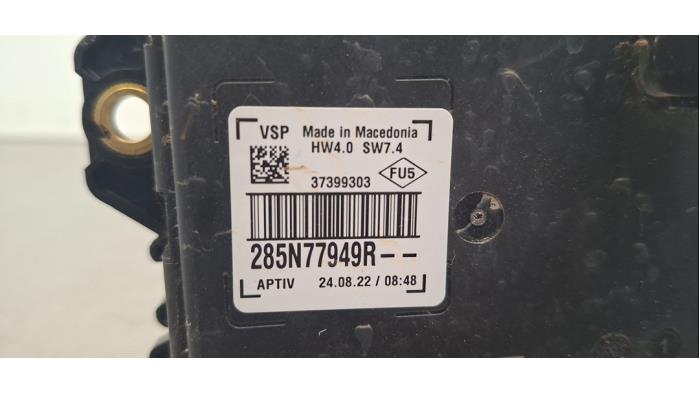 VSP Made in Macedonia
HW4.0 SW7.4
37399303 FU5
285N77949R--
APTIV 24.08.22 / 08:48